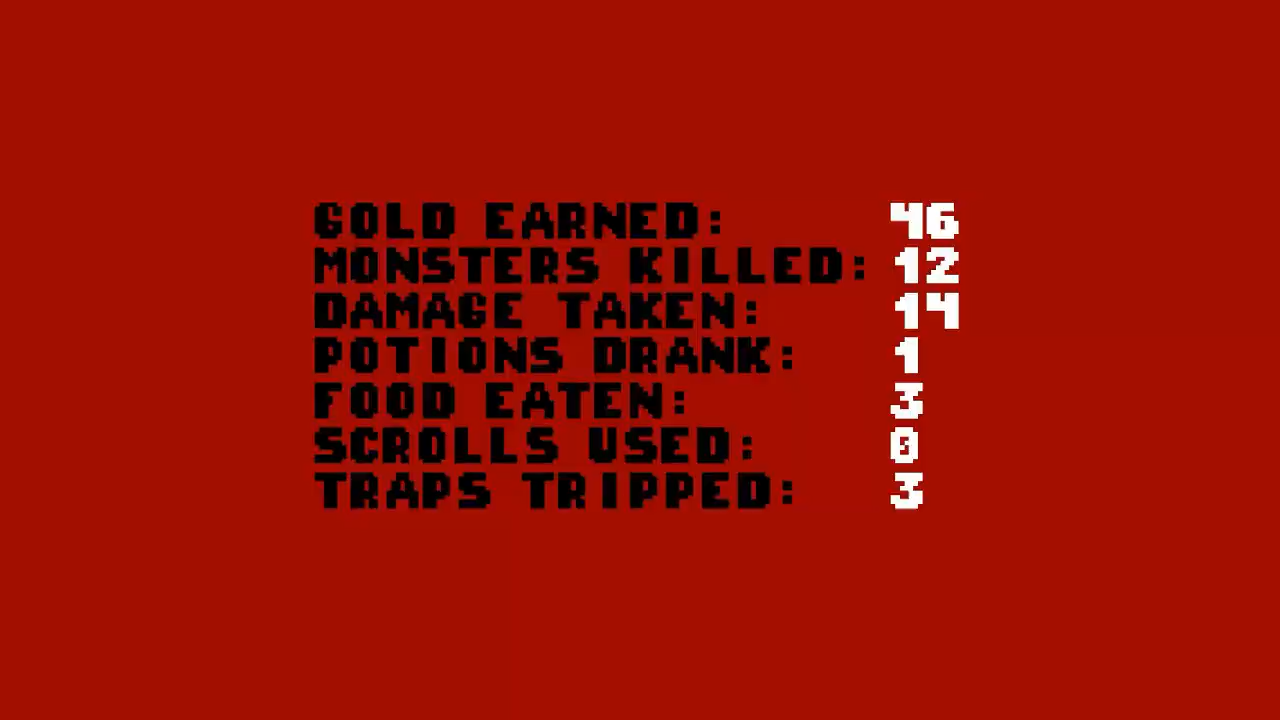 GOLD EARNED: 46
MONSTERS KILLED: 12
DAMAGE TAKEN: 14
POTIONS DRANK: 1
FOOD EATEN: 3
SCROLLS USED: 0
TRAPS TRIPPED: 3